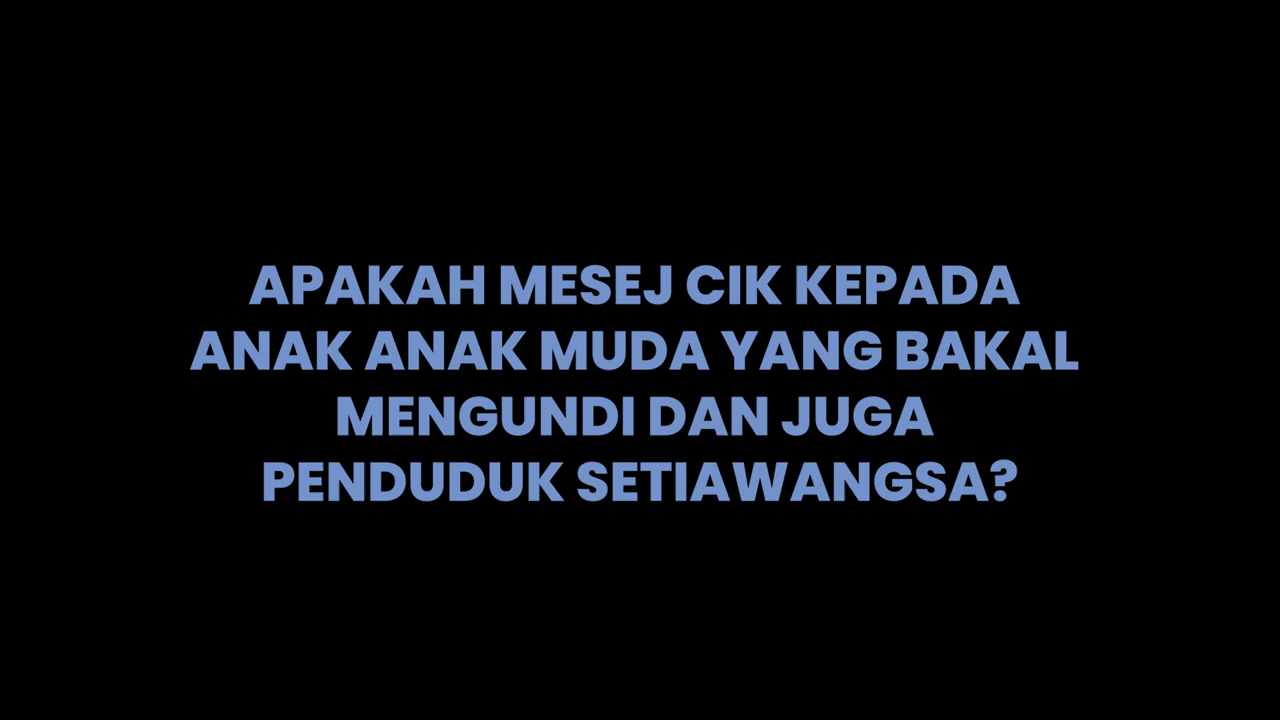 APAKAH MESEJ CIK KEPADA
ANAK ANAK MUDA YANG BAKAL
MENGUNDI DAN JUGA
PENDUDUK SETIAWANGSA?